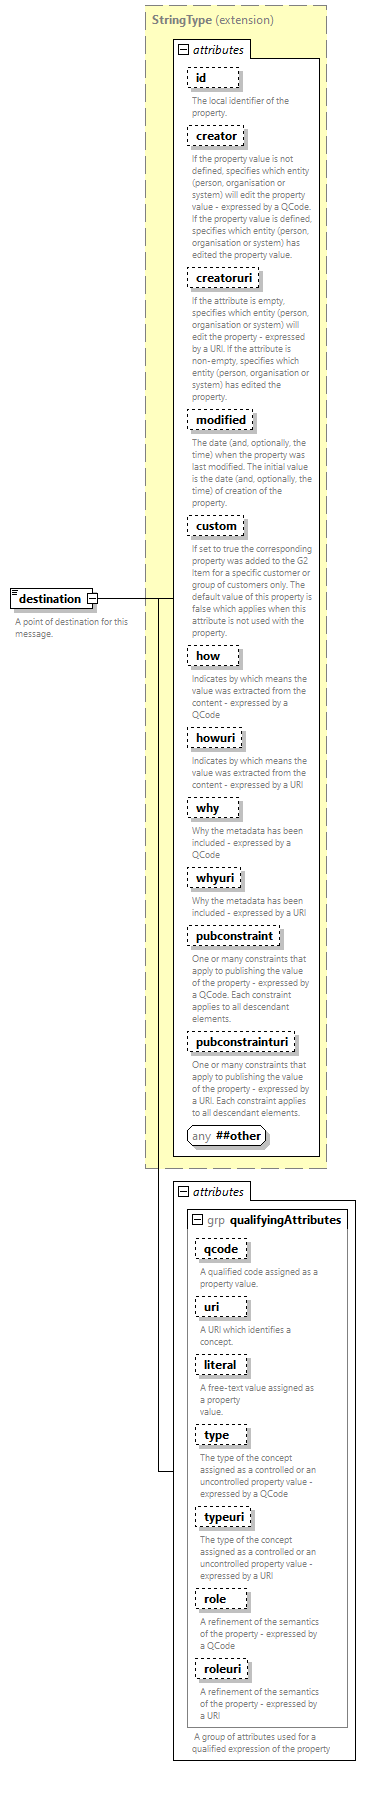 StringType (extension)
attributes
id
The local identifier of the
property.
creator
If the property value is not
defined, specifies which entity
(person, organisation or
system) will edit the property
value - expressed by a QCode.
If the property value is defined,
specifies which entity (person,
organisation or system) has
edited the property value.
creatoruri
If the attribute is empty,
specifies which entity (person,
organisation or system) will
edit the property - expressed
by a URI. If the attribute is
non-empty, specifies which
entity (person, organisation or
system) has edited the
property.
modified
The date (and, optionally, the
time) when the property was
last modified. The initial value
is the date (and, optionally, the
time) of creation of the
property.
custom
If set to true the corresponding
property was added to the G2
Item for a specific customer or
group of customers only. The
default value of this property is
false which applies when this
attribute is not used with the
property.
destination
A point of destination for this
message.
how
Indicates by which means the
value was extracted from the
content - expressed by a
QCode
howuri
Indicates by which means the
value was extracted from the
content - expressed by a URI
why
Why the metadata has been
included - expressed by a
QCode
whyuri
Why the metadata has been
included - expressed by a URI
pubconstraint
One or many constraints that
apply to publishing the value
of the property - expressed by
a QCode. Each constraint
applies to all descendant
elements.
pubconstrainturi
One or many constraints that
apply to publishing the value
of the property - expressed by
a URI. Each constraint applies
to all descendant elements.
any ##other
attributes
grp qualifyingAttributes
qcode
A qualified code assigned as a
property value.
uri
A URI which identifies a
concept.
literal
A free-text value assigned as
a property
value.
type
The type of the concept
assigned as a controlled or an
uncontrolled property value -
expressed by a QCode
typeuri
The type of the concept
assigned as a controlled or an
uncontrolled property value -
expressed by a URI
role
A refinement of the semantics
of the property - expressed by
a QCode
roleuri
A refinement of the semantics
of the property - expressed by
a URI
A group of attributes used for a
qualified expression of the property